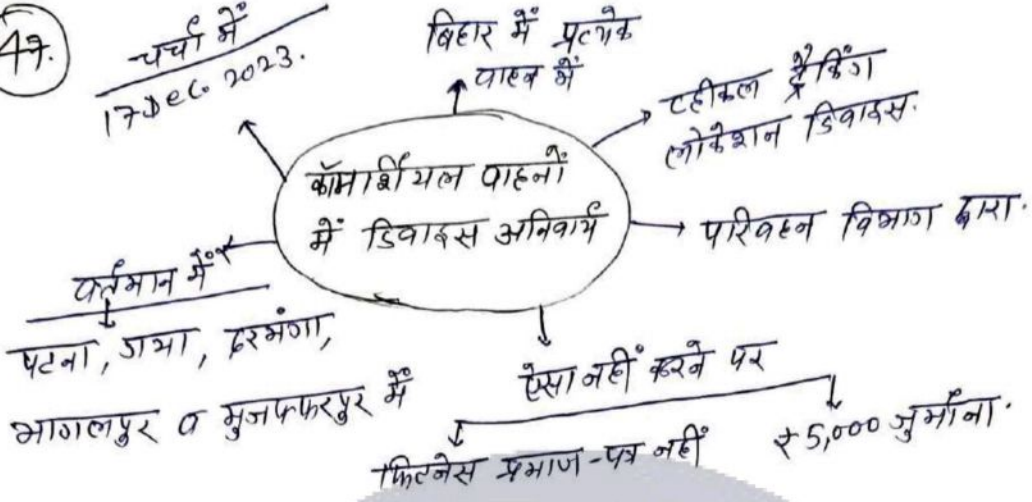 47.
चर्चा में
17 Dec. 2023.
बिहार में प्रत्येक
वाहन में
व्हीकल ट्रैकिंग
लोकेशन डिवाइस.
कॉमर्शियल वाहनों
में डिवाइस अनिवार्य
परिवहन विभाग द्वारा.
वर्तमान में
पटना, गया, दरभंगा,
भागलपुर व मुजफ्फरपुर में
ऐसा नहीं करने पर
फिटनेस प्रमाण-पत्र नहीं
₹5,000 जुर्माना.